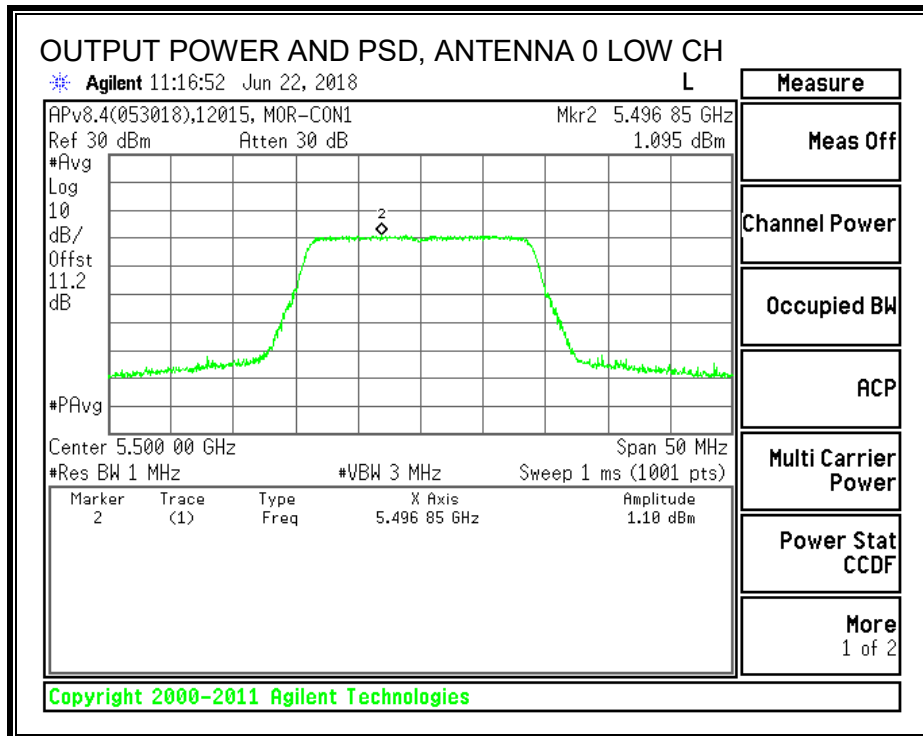 OUTPUT POWER AND PSD, ANTENNA 0 LOW CH
Agilent 11:16:52 Jun 22, 2018 L
APv8.4(053018),12015, MOR-CON1 Mkr2 5.496 85 GHz
Ref 30 dBm Atten 30 dB 1.095 dBm
#Avg
Log
10
dB/
Offst
11.2
dB
2
#PAvg
Center 5.500 00 GHz Span 50 MHz
#Res BW 1 MHz #VBW 3 MHz Sweep 1 ms (1001 pts)
Marker Trace Type X Axis Amplitude
2 (1) Freq 5.496 85 GHz 1.10 dBm
Measure
Meas Off
Channel Power
Occupied BW
ACP
Multi Carrier
Power
Power Stat
CCDF
More
1 of 2
Copyright 2000-2011 Agilent Technologies